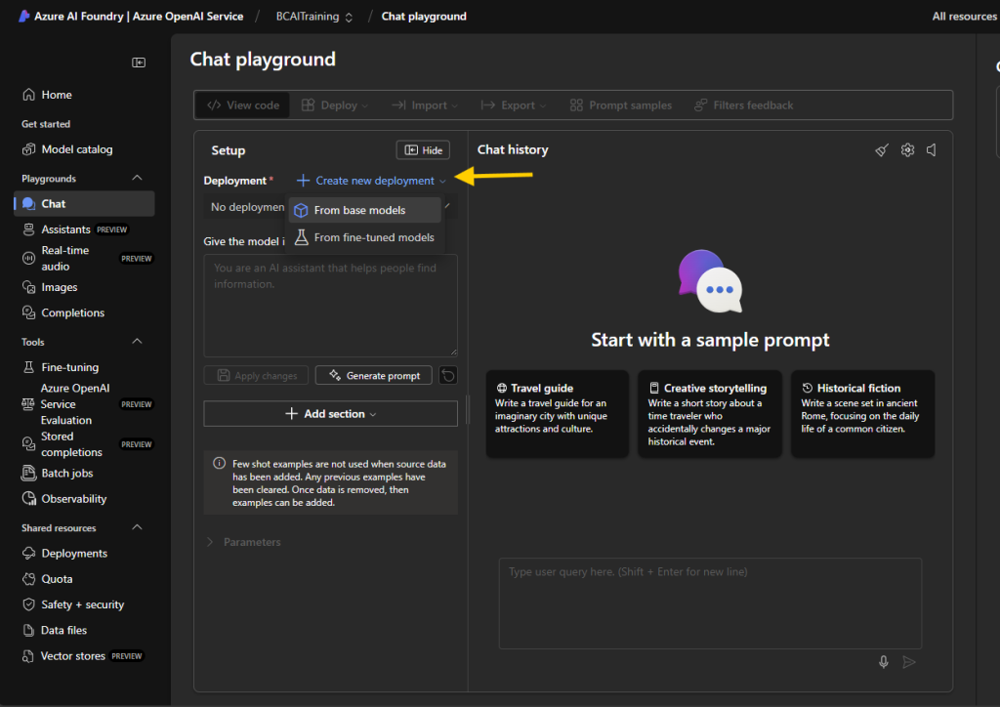 Azure AI Foundry | Azure OpenAI Service / BCAITraining / Chat playground
All resources
Home
Get started
Model catalog
Playgrounds
Chat
Assistants PREVIEW
Real-time
audio
PREVIEW
Images
Completions
Tools
Fine-tuning
Azure OpenAI
Service
Evaluation
PREVIEW
Stored
completions
PREVIEW
Batch jobs
Observability
Shared resources
Deployments
Quota
Safety + security
Data files
Vector stores PREVIEW
Chat playground
View code Deploy Import Export Prompt samples Filters feedback
Setup
Hide
Deployment * + Create new deployment
No deploymen
From base models
From fine-tuned models
Give the model i
You are an AI assistant that helps people find
information.
Apply changes
Generate prompt
+ Add section
Few shot examples are not used when source data
has been added. Any previous examples have
been cleared. Once data is removed, then
examples can be added.
Parameters
Chat history
Start with a sample prompt
Travel guide
Write a travel guide for an
imaginary city with unique
attractions and culture.
Creative storytelling
Write a short story about a
time traveler who
accidentally changes a major
historical event.
Historical fiction
Write a scene set in ancient
Rome, focusing on the daily
life of a common citizen.
Type user query here. (Shift + Enter for new line)